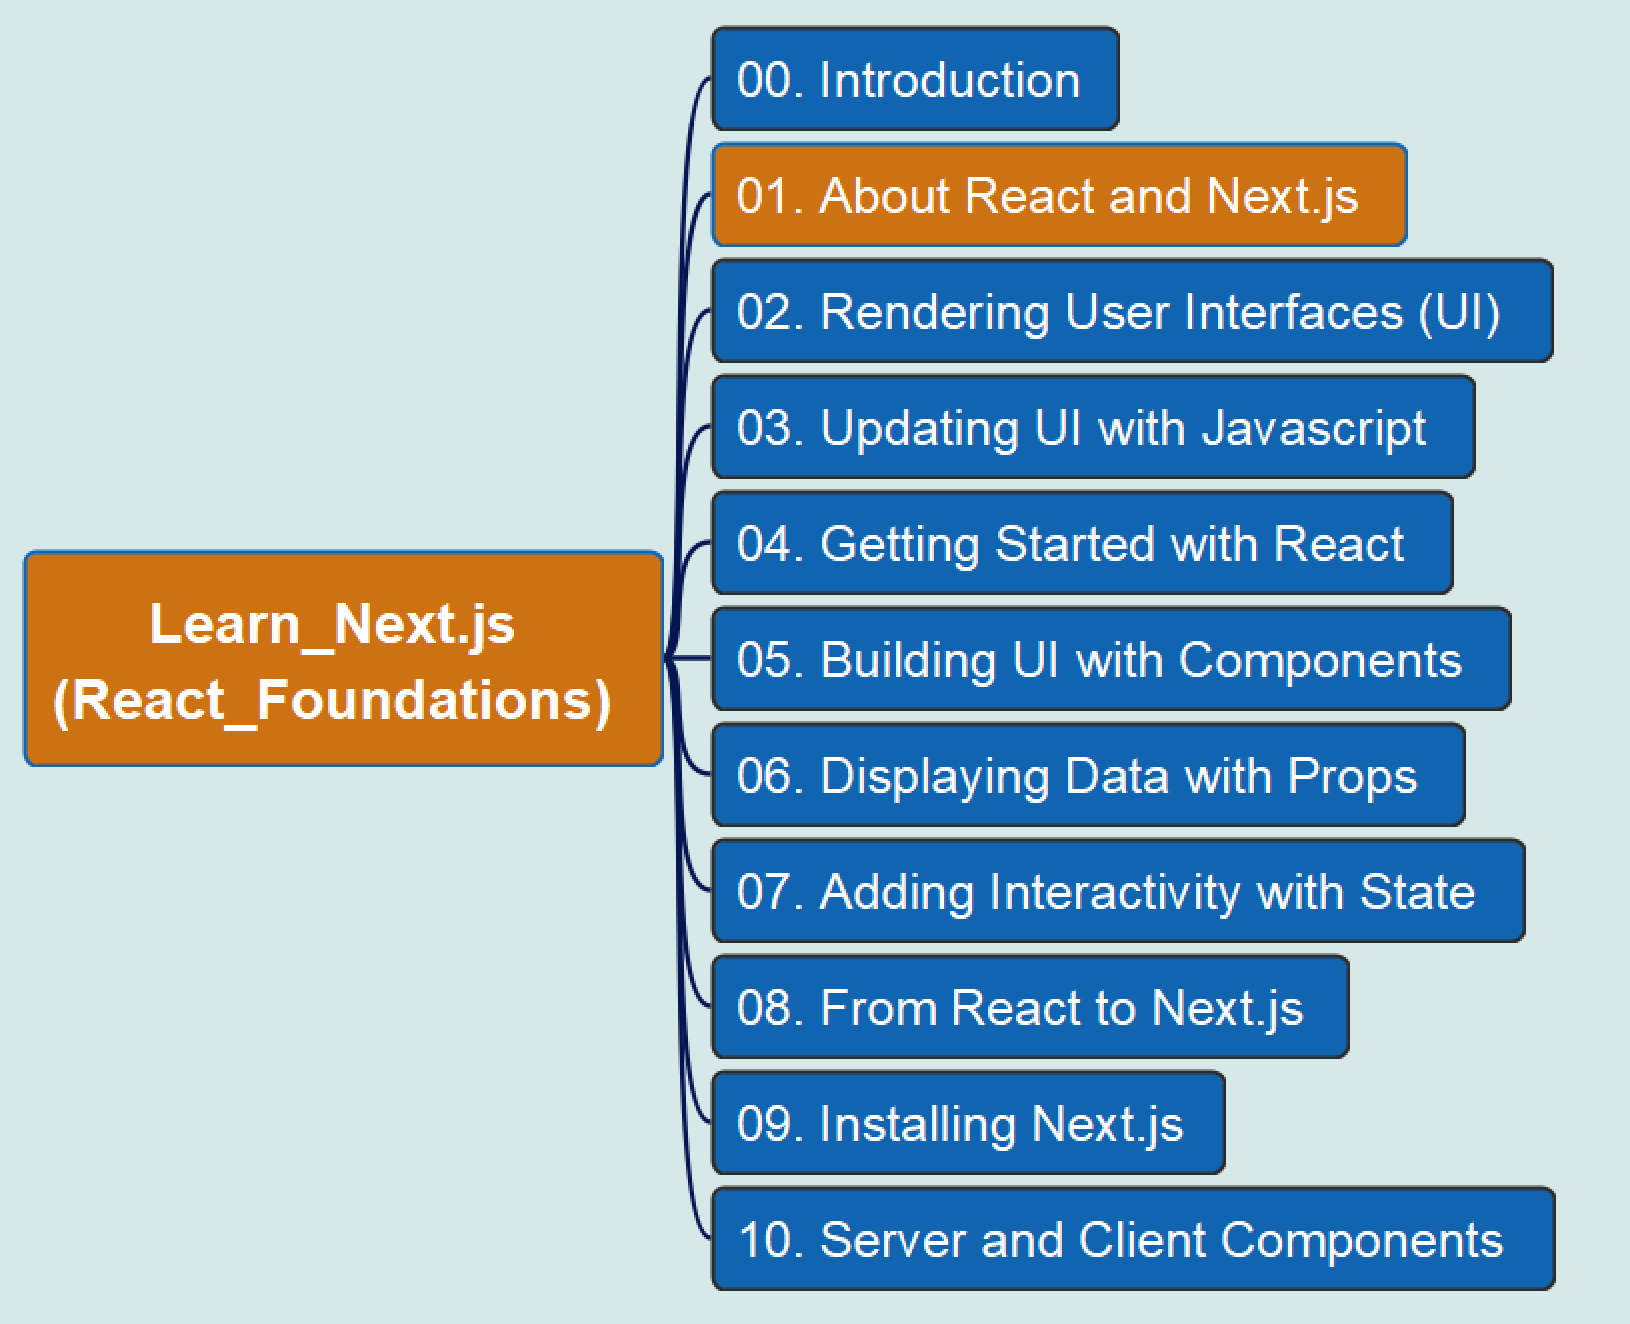 00. Introduction
01. About React and Next.js
02. Rendering User Interfaces (UI)
03. Updating UI with Javascript
04. Getting Started with React
Learn_Next.js
(React_Foundations)
05. Building UI with Components
06. Displaying Data with Props
07. Adding Interactivity with State
08. From React to Next.js
09. Installing Next.js
10. Server and Client Components